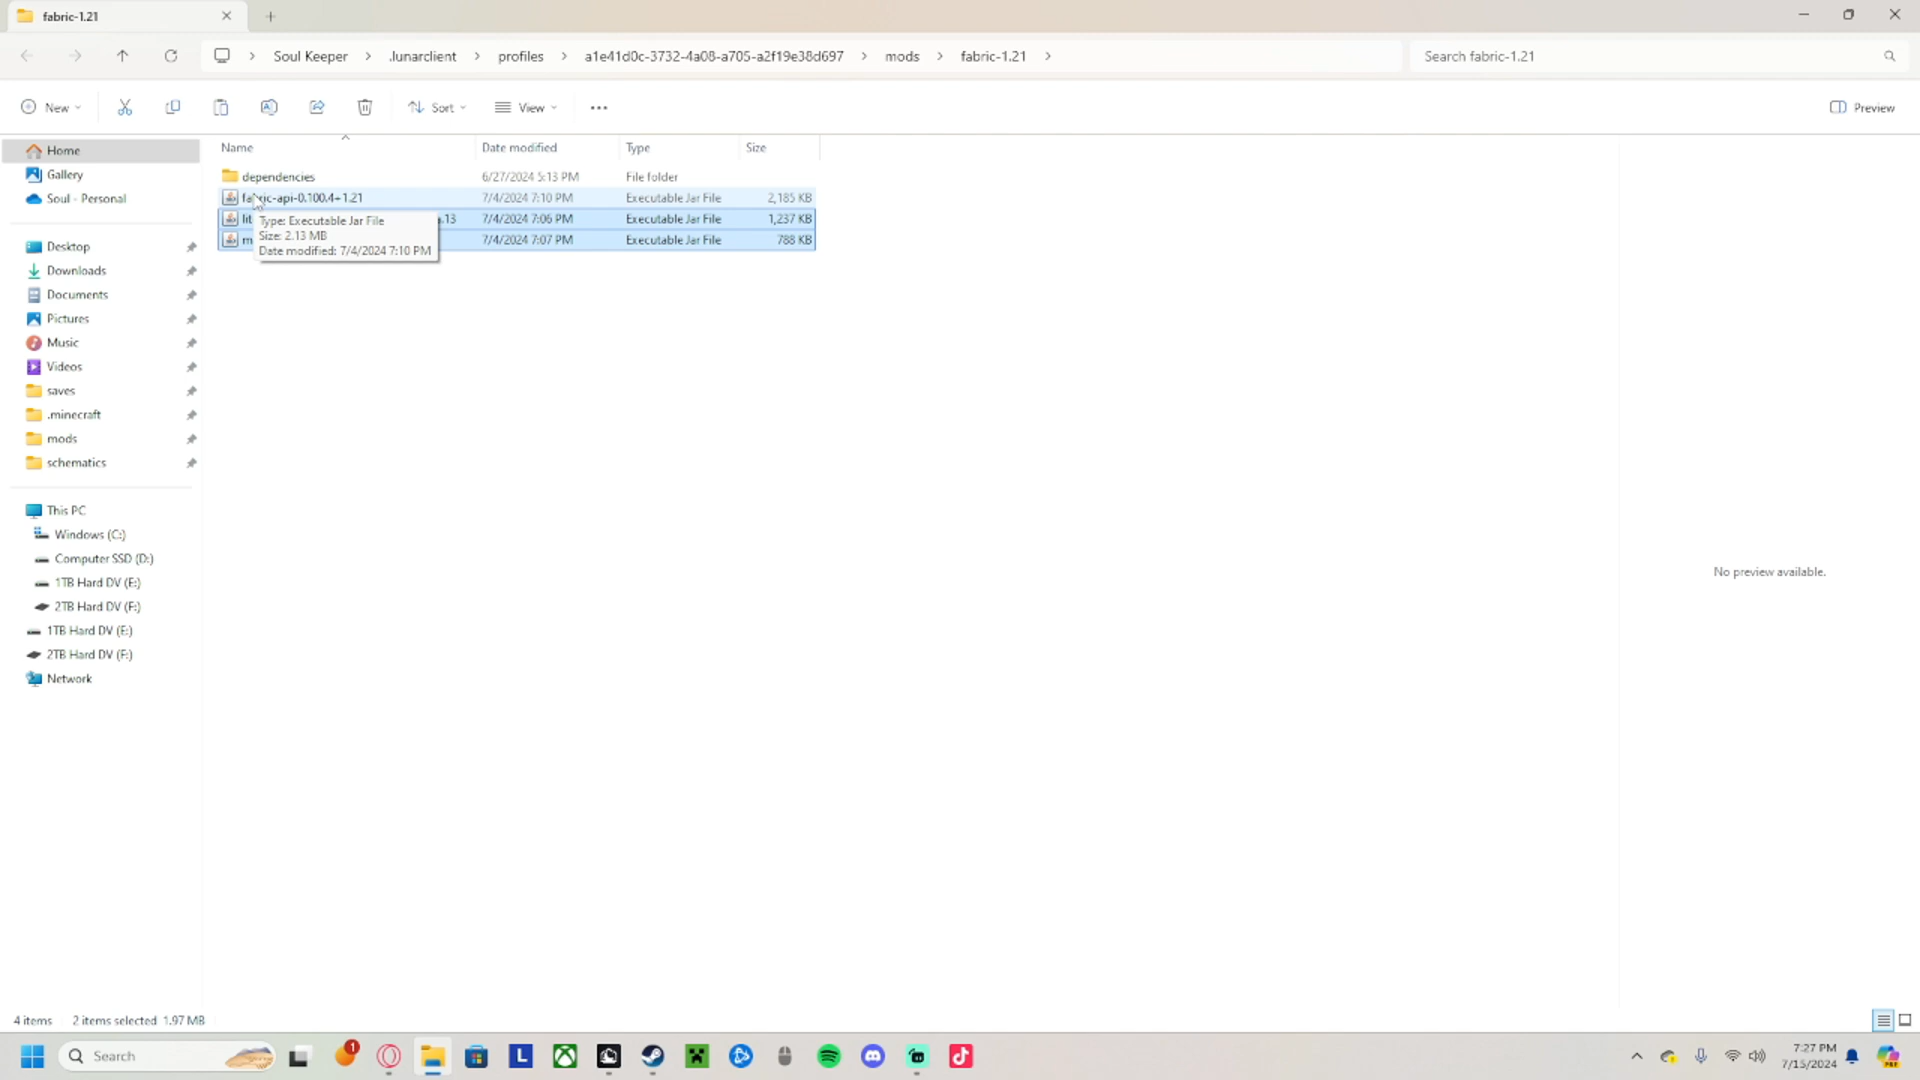 fabric-1.21
Soul Keeper > .lunarclient > profiles > a1e41d0c-3732-4a08-a705-a2f19e38d697 > mods > fabric-1.21 >
Search fabric-1.21
New
Sort
View
Preview
Name Date modified Type Size
dependencies 6/27/2024 5:13 PM File folder
fabric-api-0.100.4+1.21 7/4/2024 7:10 PM Executable Jar File 2,185 KB
lit .13 7/4/2024 7:06 PM Executable Jar File 1,237 KB
m 7/4/2024 7:07 PM Executable Jar File 788 KB
Type: Executable Jar File
Size: 2.13 MB
Date modified: 7/4/2024 7:10 PM
Home
Gallery
Soul - Personal
Desktop
Downloads
Documents
Pictures
Music
Videos
saves
.minecraft
mods
schematics
This PC
Windows (C:)
Computer SSD (D:)
1TB Hard DV (E:)
2TB Hard DV (F:)
1TB Hard DV (E:)
2TB Hard DV (F:)
Network
No preview available.
4 items 2 items selected 1.97 MB
Search
1
L
7:27 PM
7/15/2024